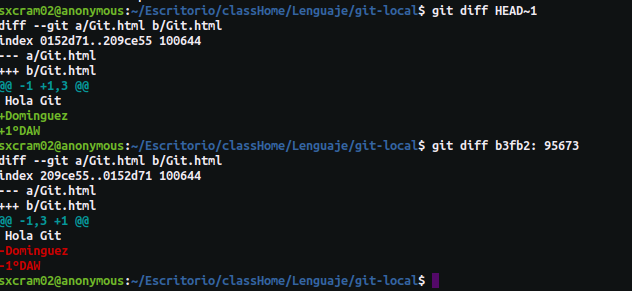 sxcram02@anonymous:~/Escritorio/classHome/Lenguaje/git-local$ git diff HEAD~1
diff --git a/Git.html b/Git.html
index 0152d71..209ce55 100644
--- a/Git.html
+++ b/Git.html
@@ -1 +1,3 @@
 Hola Git
+Dominguez
+1ºDAW
sxcram02@anonymous:~/Escritorio/classHome/Lenguaje/git-local$ git diff b3fb2: 95673
diff --git a/Git.html b/Git.html
index 209ce55..0152d71 100644
--- a/Git.html
+++ b/Git.html
@@ -1,3 +1 @@
 Hola Git
-Dominguez
-1ºDAW
sxcram02@anonymous:~/Escritorio/classHome/Lenguaje/git-local$